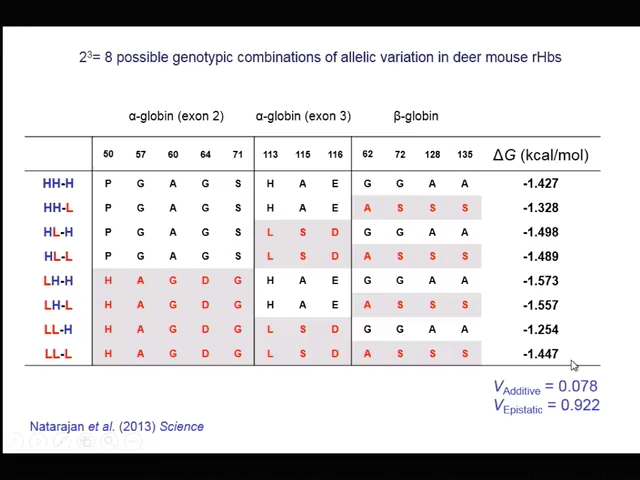 2³= 8 possible genotypic combinations of allelic variation in deer mouse rHbs
α-globin (exon 2) α-globin (exon 3) β-globin
50 57 60 64 71 113 115 116 62 72 128 135 ΔG (kcal/mol)
HH-H P G A G S H A E G G A A -1.427
HH-L P G A G S H A E A S S S -1.328
HL-H P G A G S L S D G G A A -1.498
HL-L P G A G S L S D A S S S -1.489
LH-H H A G D G H A E G G A A -1.573
LH-L H A G D G H A E A S S S -1.557
LL-H H A G D G L S D G G A A -1.254
LL-L H A G D G L S D A S S S -1.447
VAdditive = 0.078
VEpistatic = 0.922
Natarajan et al. (2013) Science